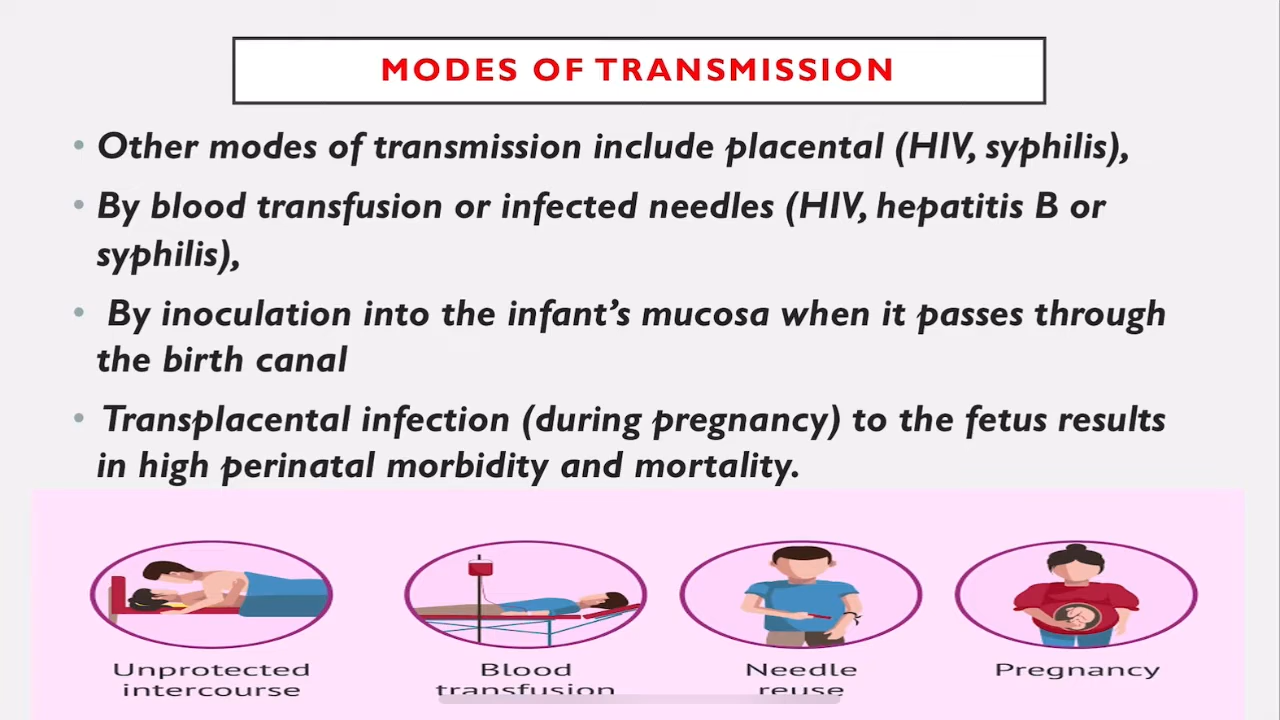 MODES OF TRANSMISSION
• Other modes of transmission include placental (HIV, syphilis),
• By blood transfusion or infected needles (HIV, hepatitis B or
syphilis),
• By inoculation into the infant's mucosa when it passes through
the birth canal
• Transplacental infection (during pregnancy) to the fetus results
in high perinatal morbidity and mortality.
Unprotected
intercourse
Blood
transfusion
Needle
reuse
Pregnancy